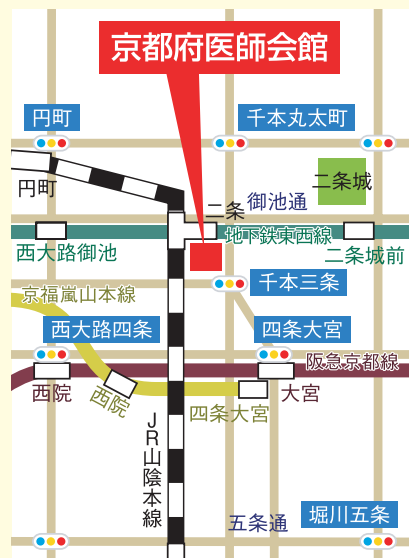 京都府医師会館
円町
千本丸太町
円町
二条城
二条
御池通
地下鉄東西線
西大路御池
二条城前
千本三条
京福嵐山本線
西大路四条
四条大宮
阪急京都線
西院
西院
大宮
四条大宮
JR山陰本線
五条通
堀川五条